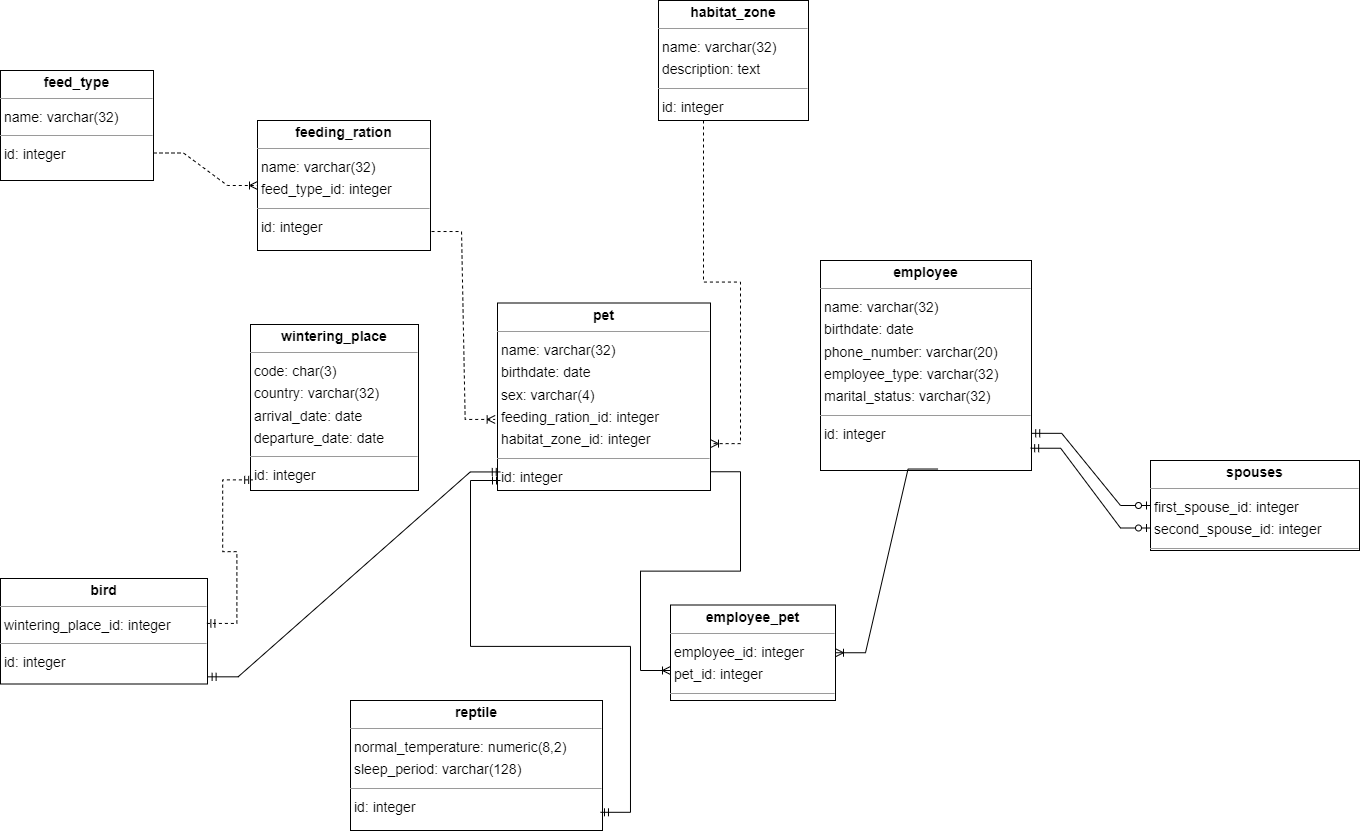 habitat_zone
name: varchar(32)
description: text
id: integer
feed_type
name: varchar(32)
id: integer
feeding_ration
name: varchar(32)
feed_type_id: integer
id: integer
employee
name: varchar(32)
birthdate: date
phone_number: varchar(20)
employee_type: varchar(32)
marital_status: varchar(32)
id: integer
pet
name: varchar(32)
birthdate: date
sex: varchar(4)
feeding_ration_id: integer
habitat_zone_id: integer
id: integer
wintering_place
code: char(3)
country: varchar(32)
arrival_date: date
departure_date: date
id: integer
spouses
first_spouse_id: integer
second_spouse_id: integer
bird
wintering_place_id: integer
id: integer
employee_pet
employee_id: integer
pet_id: integer
reptile
normal_temperature: numeric(8,2)
sleep_period: varchar(128)
id: integer